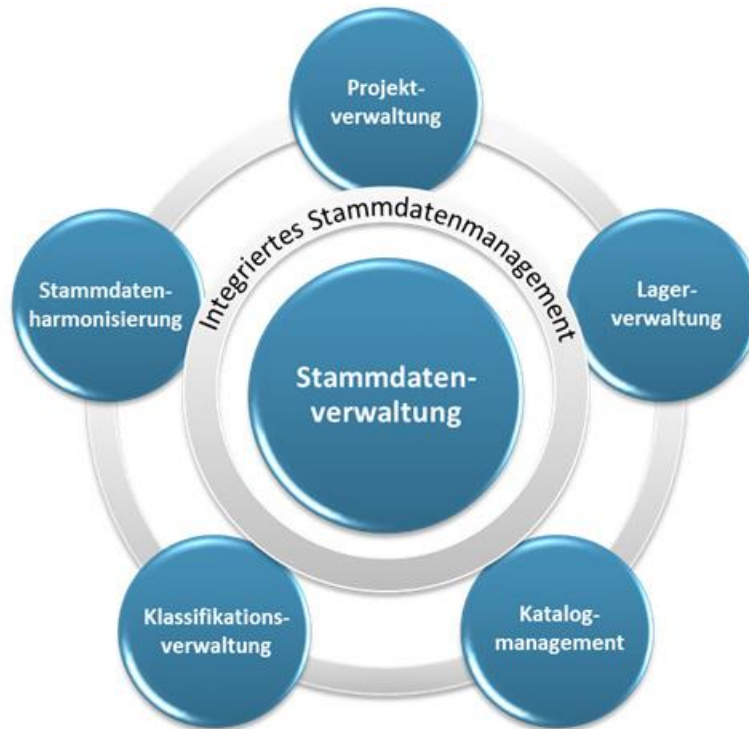 Projekt-
verwaltung
Integriertes Stammdatenmanagement
Stammdaten-
harmonisierung
Lager-
verwaltung
Stammdaten-
verwaltung
Klassifikations-
verwaltung
Katalog-
management